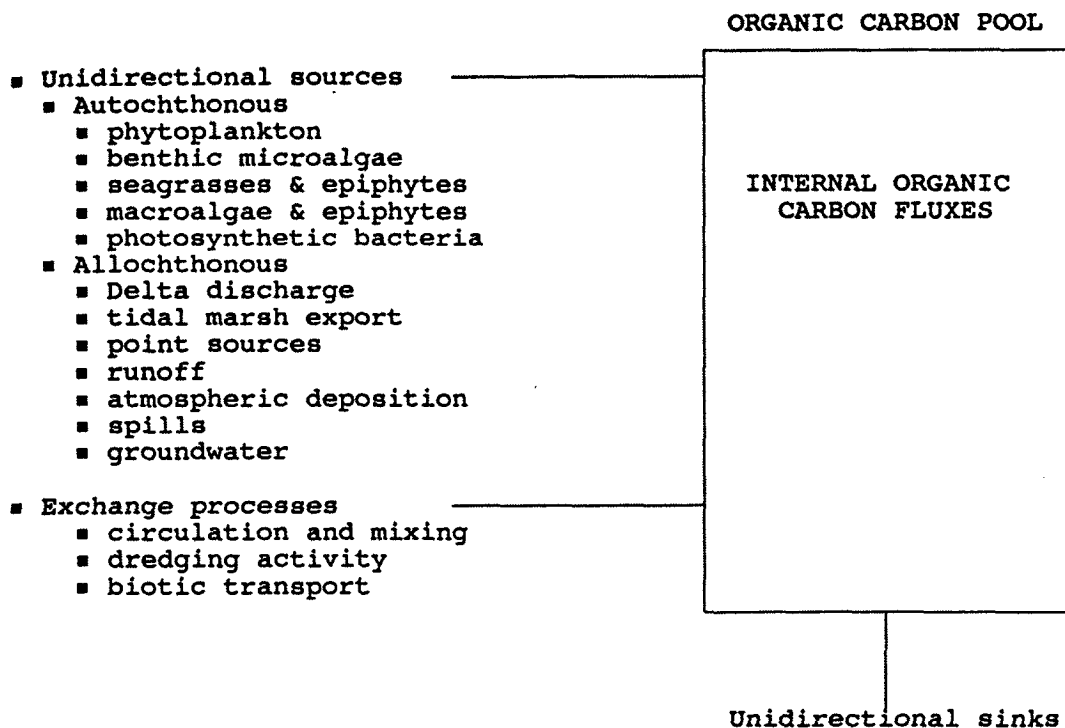 ORGANIC CARBON POOL
▪ Unidirectional sources
▪ Autochthonous
▪ phytoplankton
▪ benthic microalgae
▪ seagrasses & epiphytes
▪ macroalgae & epiphytes
▪ photosynthetic bacteria
▪ Allochthonous
▪ Delta discharge
▪ tidal marsh export
▪ point sources
▪ runoff
▪ atmospheric deposition
▪ spills
▪ groundwater
▪ Exchange processes
▪ circulation and mixing
▪ dredging activity
▪ biotic transport
INTERNAL ORGANIC
CARBON FLUXES
Unidirectional sinks